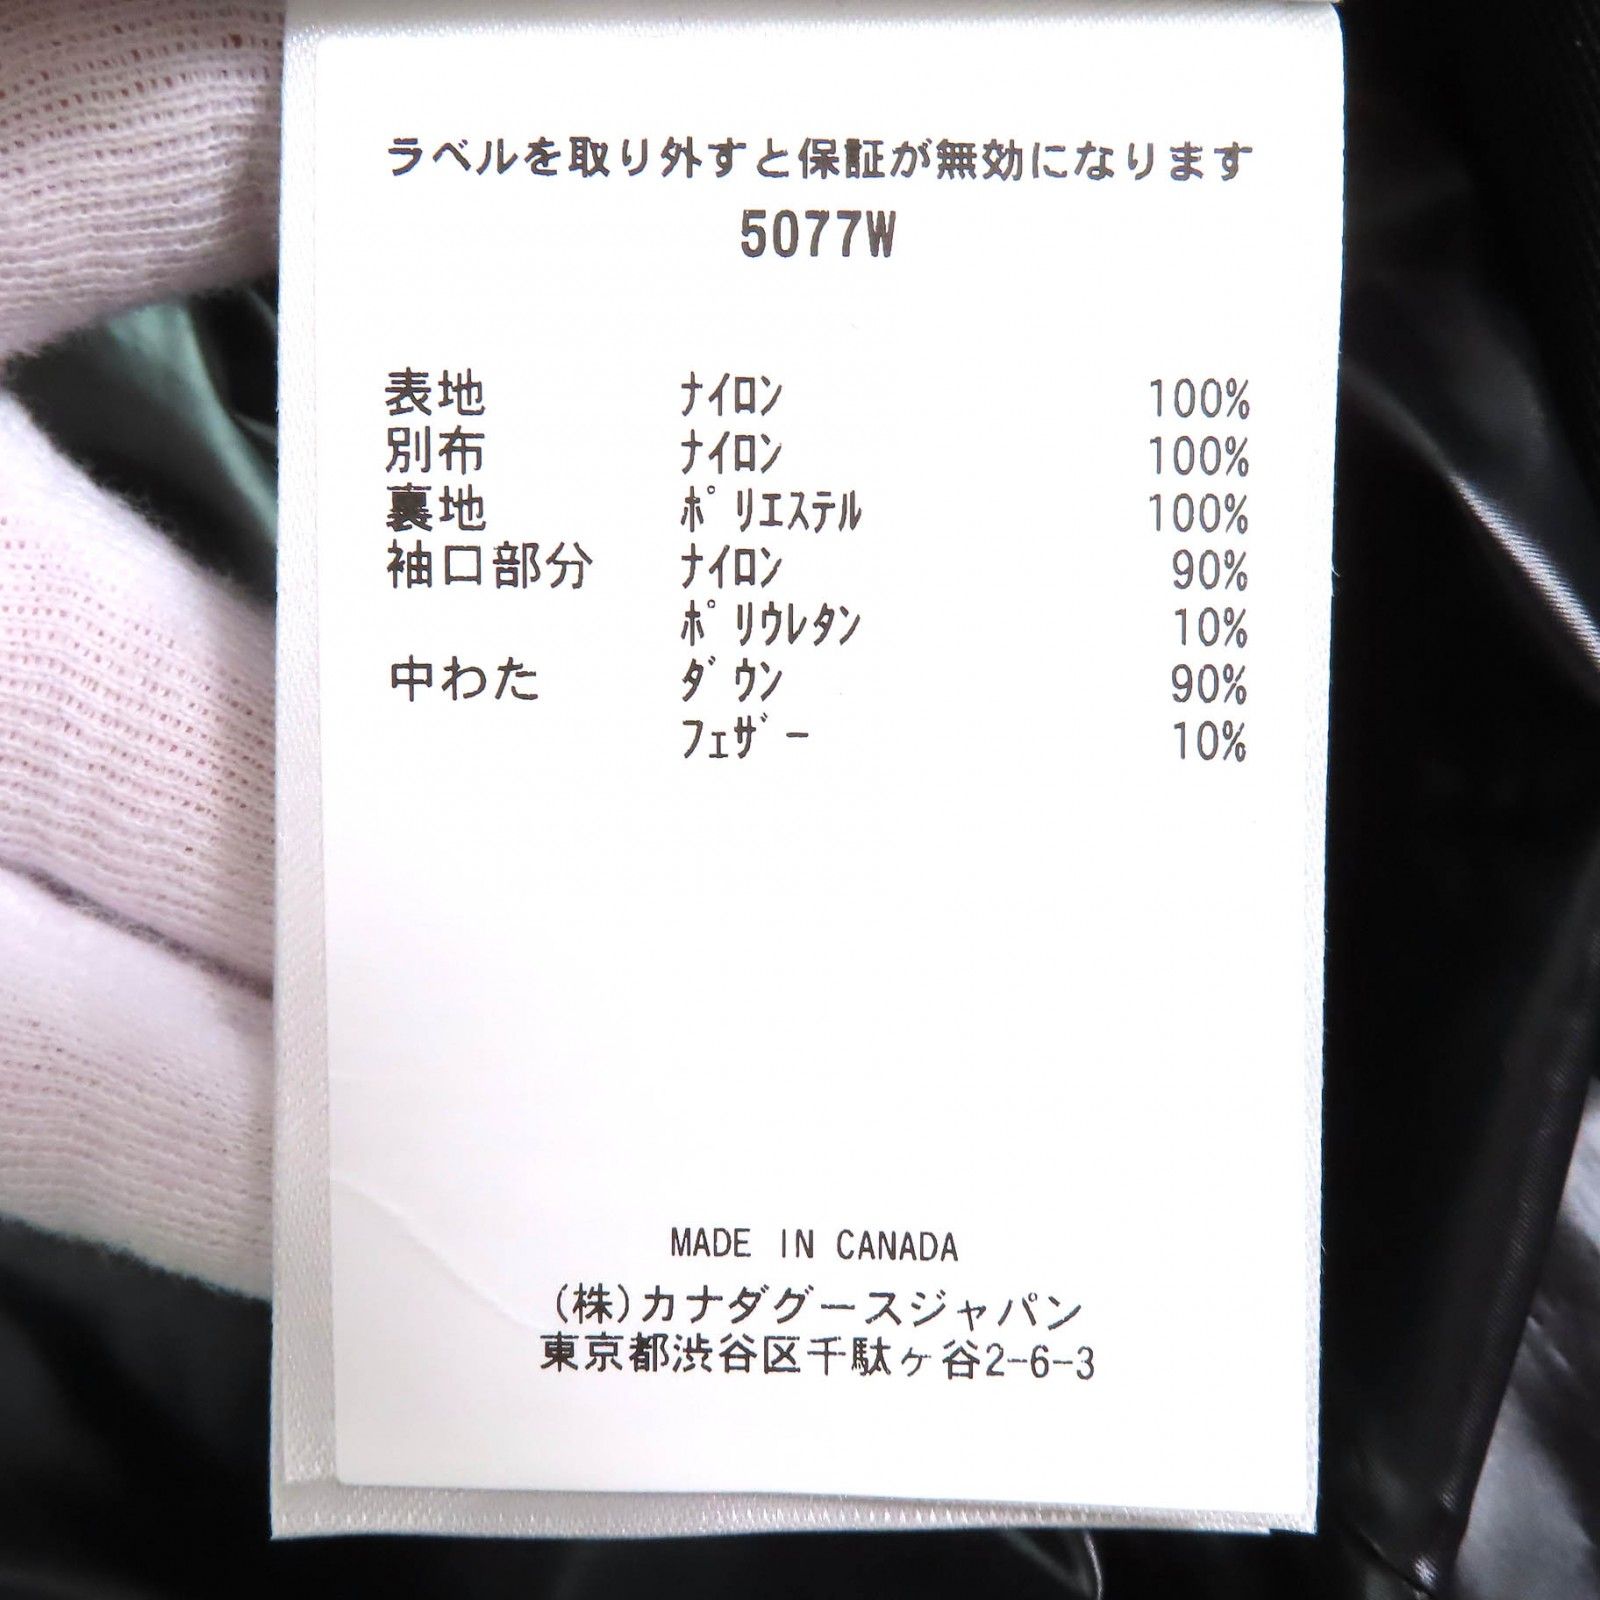 ラベルを取り外すと保証が無効になります
5077W
表地 ナイロン 100%
別布 ナイロン 100%
裏地 ポリエステル 100%
袖口部分 ナイロン 90%
ポリウレタン 10%
中わた ダウン 90%
フェザー 10%
MADE IN CANADA
(株)カナダグースジャパン
東京都渋谷区千駄ヶ谷2-6-3